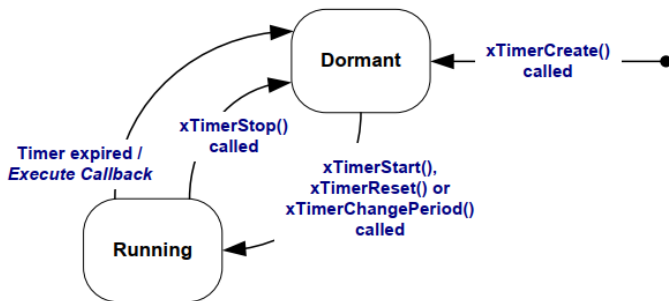 Dormant
xTimerCreate()
called
xTimerStop()
called
Timer expired /
Execute Callback
xTimerStart(),
xTimerReset() or
xTimerChangePeriod()
called
Running